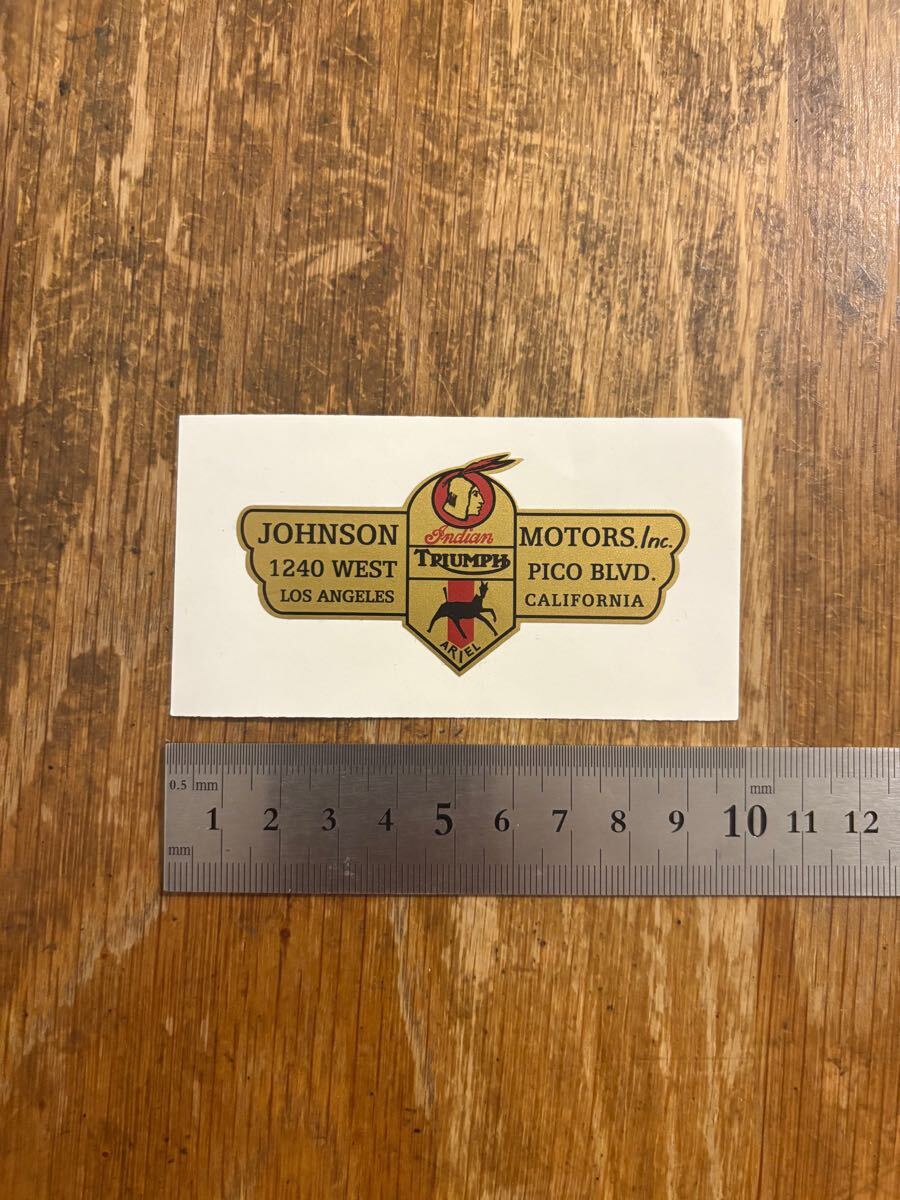 JOHNSON
1240 WEST
LOS ANGELES
Indian
TRIUMPH
ARIEL
MOTORS, Inc.
PICO BLVD.
CALIFORNIA
0.5 mm
mm
1 2 3 4 5 6 7 8 9 10 11 12
mm